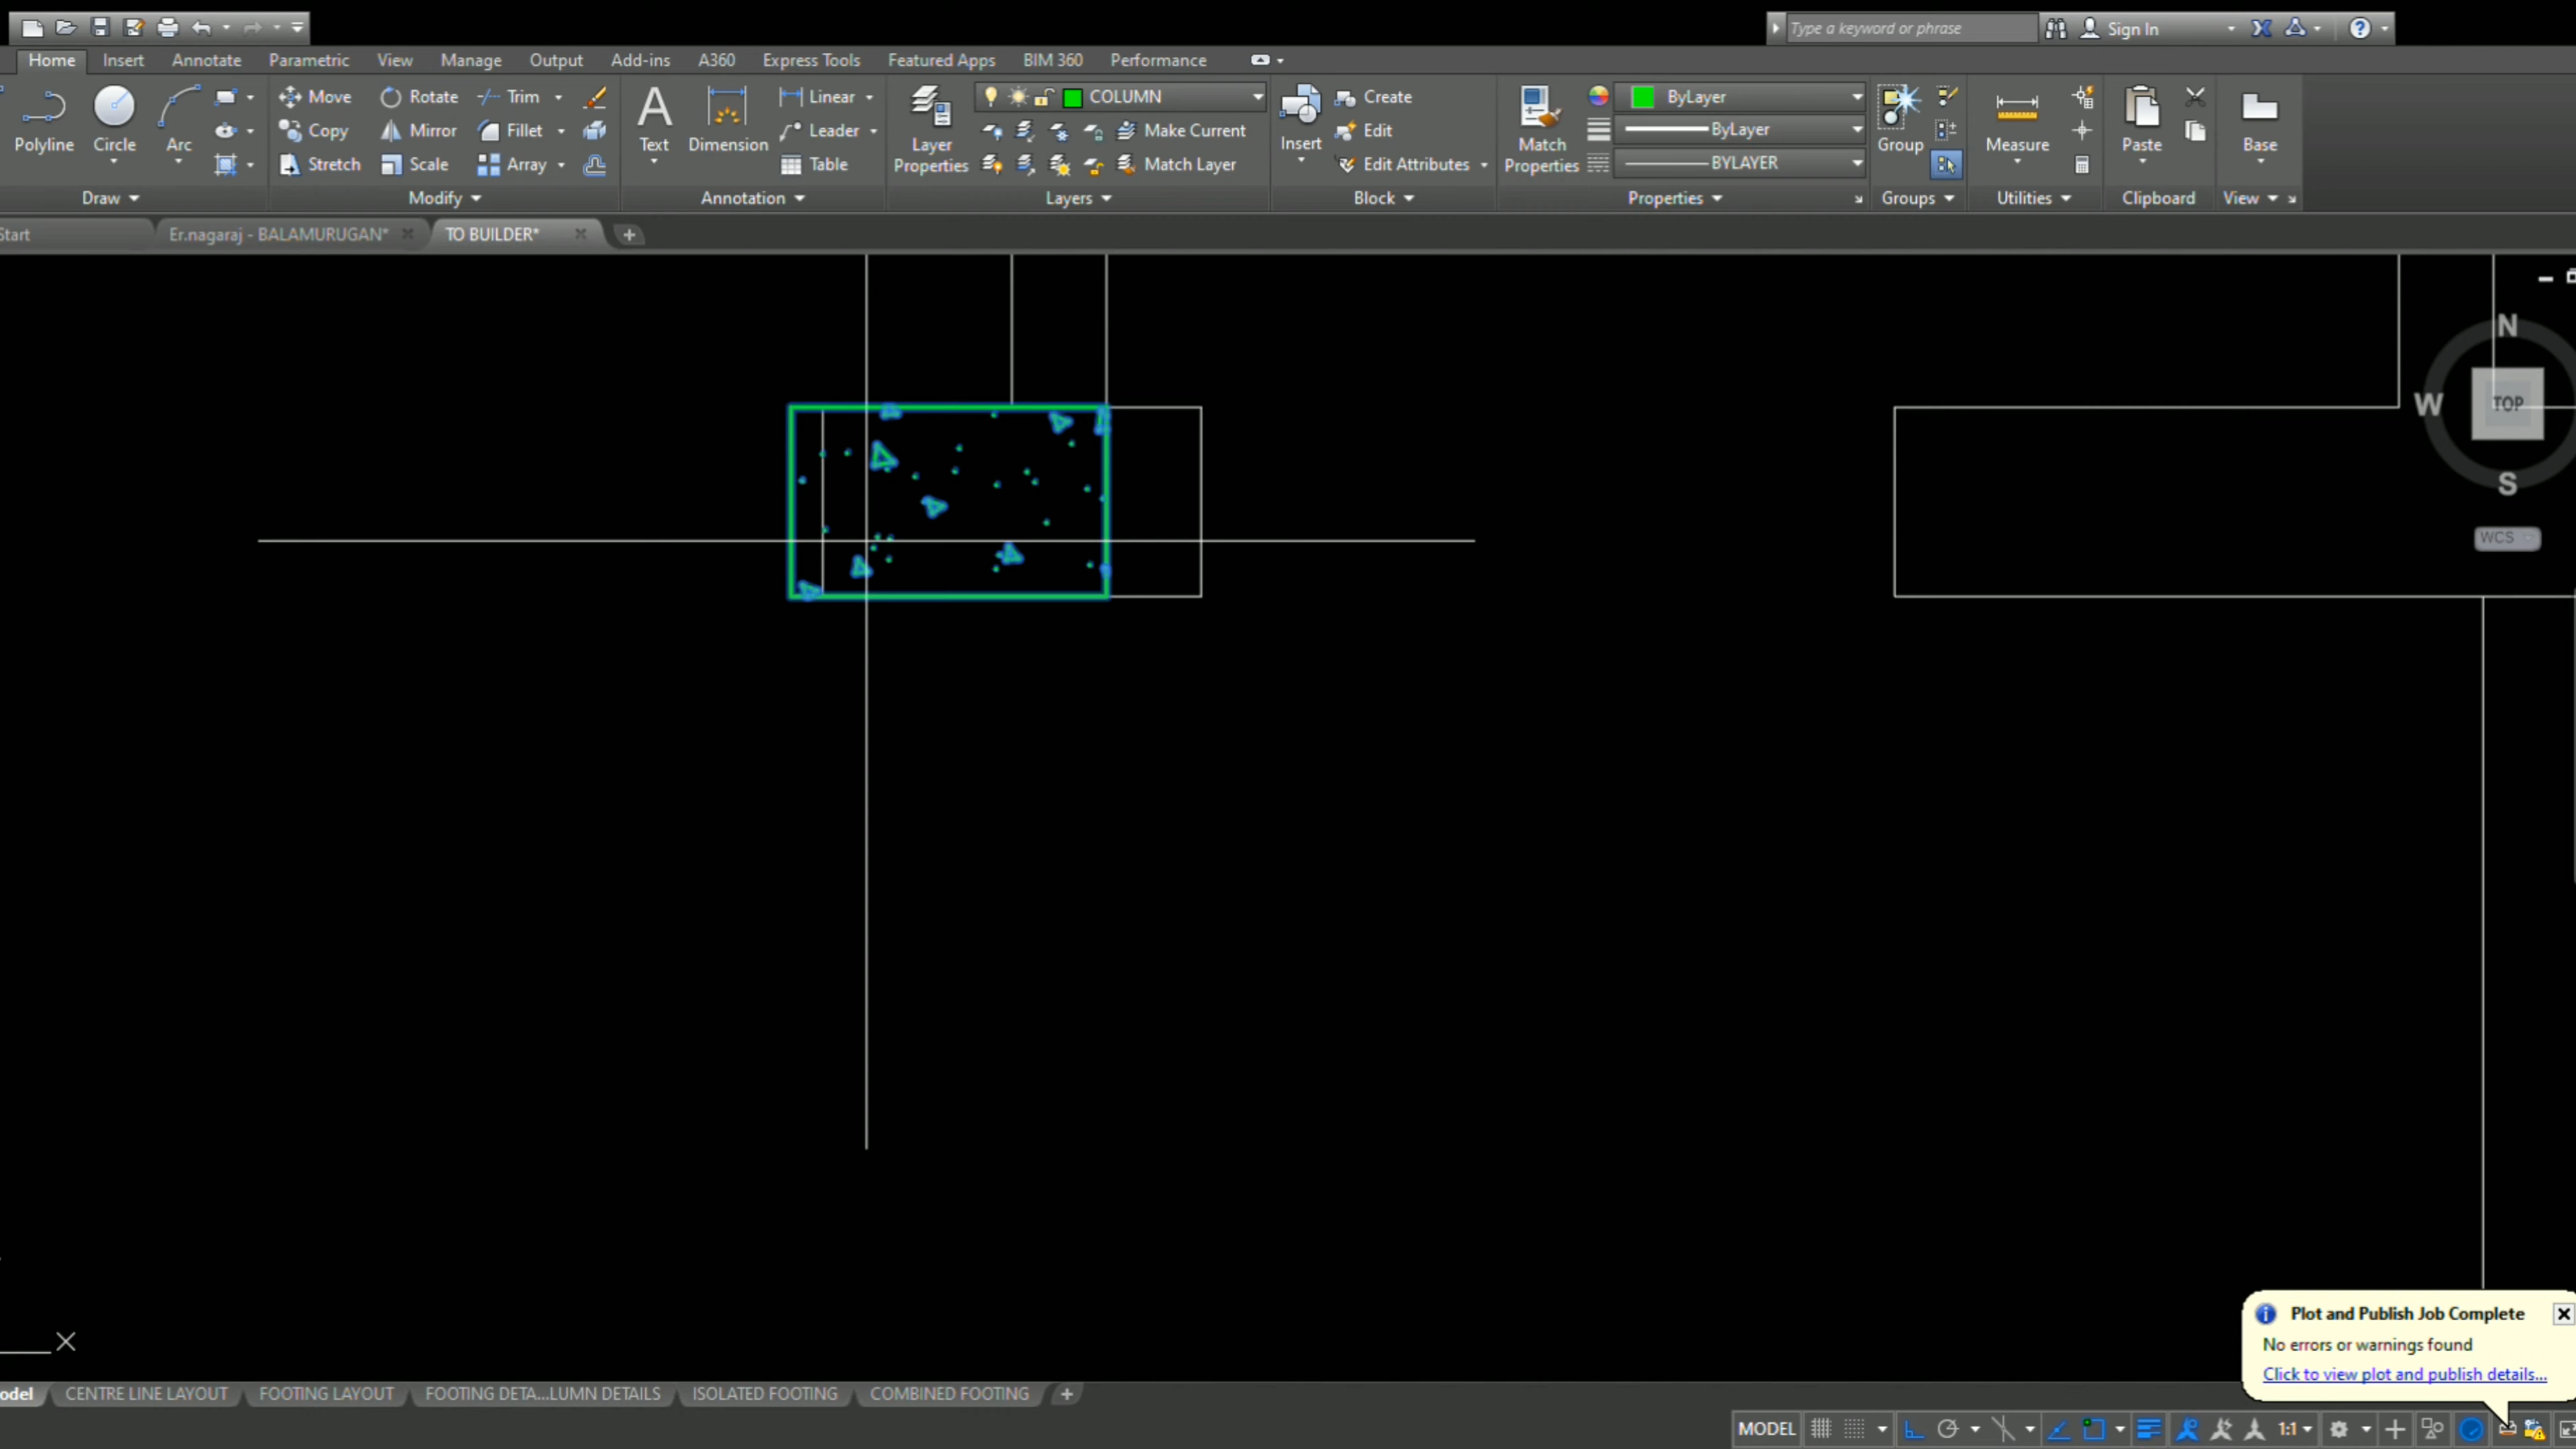 Type a keyword or phrase
Sign In
Home Insert Annotate Parametric View Manage Output Add-ins A360 Express Tools Featured Apps BIM 360 Performance
Move Rotate Trim Linear COLUMN Create ByLayer
Polyline Circle Arc Copy Mirror Fillet Text Dimension Leader Layer Properties Make Current Insert Edit Match Properties ByLayer Group Measure Paste Base
Stretch Scale Array Table Match Layer Edit Attributes BYLAYER
Draw Modify Annotation Layers Block Properties Groups Utilities Clipboard View
Start Er.nagaraj - BALAMURUGAN* TO BUILDER*
N
W TOP
S
WCS
Plot and Publish Job Complete
No errors or warnings found
Click to view plot and publish details...
odel CENTRE LINE LAYOUT FOOTING LAYOUT FOOTING DETA...LUMN DETAILS ISOLATED FOOTING COMBINED FOOTING
MODEL 1:1